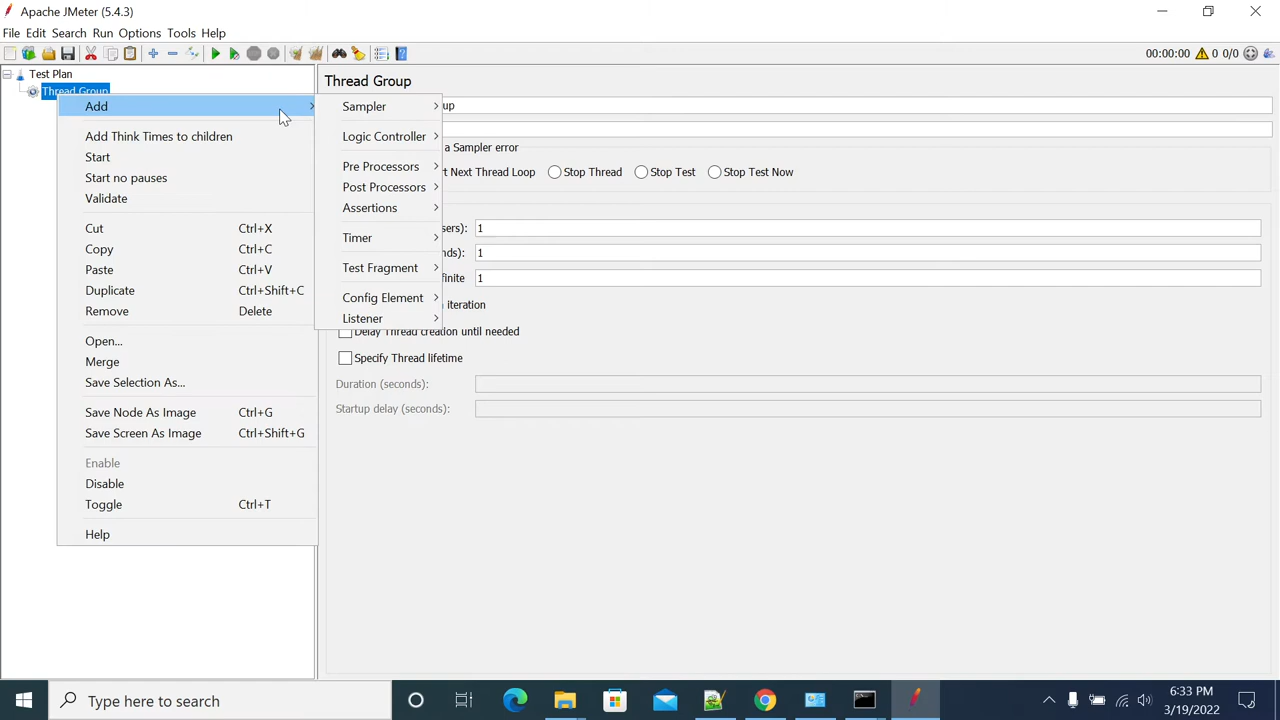 Apache JMeter (5.4.3)
File Edit Search Run Options Tools Help
00:00:00 0 0/0
Test Plan
Thread Group
Add
Add Think Times to children
Start
Start no pauses
Validate
Cut Ctrl+X
Copy Ctrl+C
Paste Ctrl+V
Duplicate Ctrl+Shift+C
Remove Delete
Open...
Merge
Save Selection As...
Save Node As Image Ctrl+G
Save Screen As Image Ctrl+Shift+G
Enable
Disable
Toggle Ctrl+T
Help
Sampler
Logic Controller
Pre Processors
Post Processors
Assertions
Timer
Test Fragment
Config Element
Listener
Thread Group
up
a Sampler error
rt Next Thread Loop Stop Thread Stop Test Stop Test Now
sers): 1
nds): 1
finite 1
iteration
Delay Thread creation until needed
Specify Thread lifetime
Duration (seconds):
Startup delay (seconds):
Type here to search
6:33 PM
3/19/2022